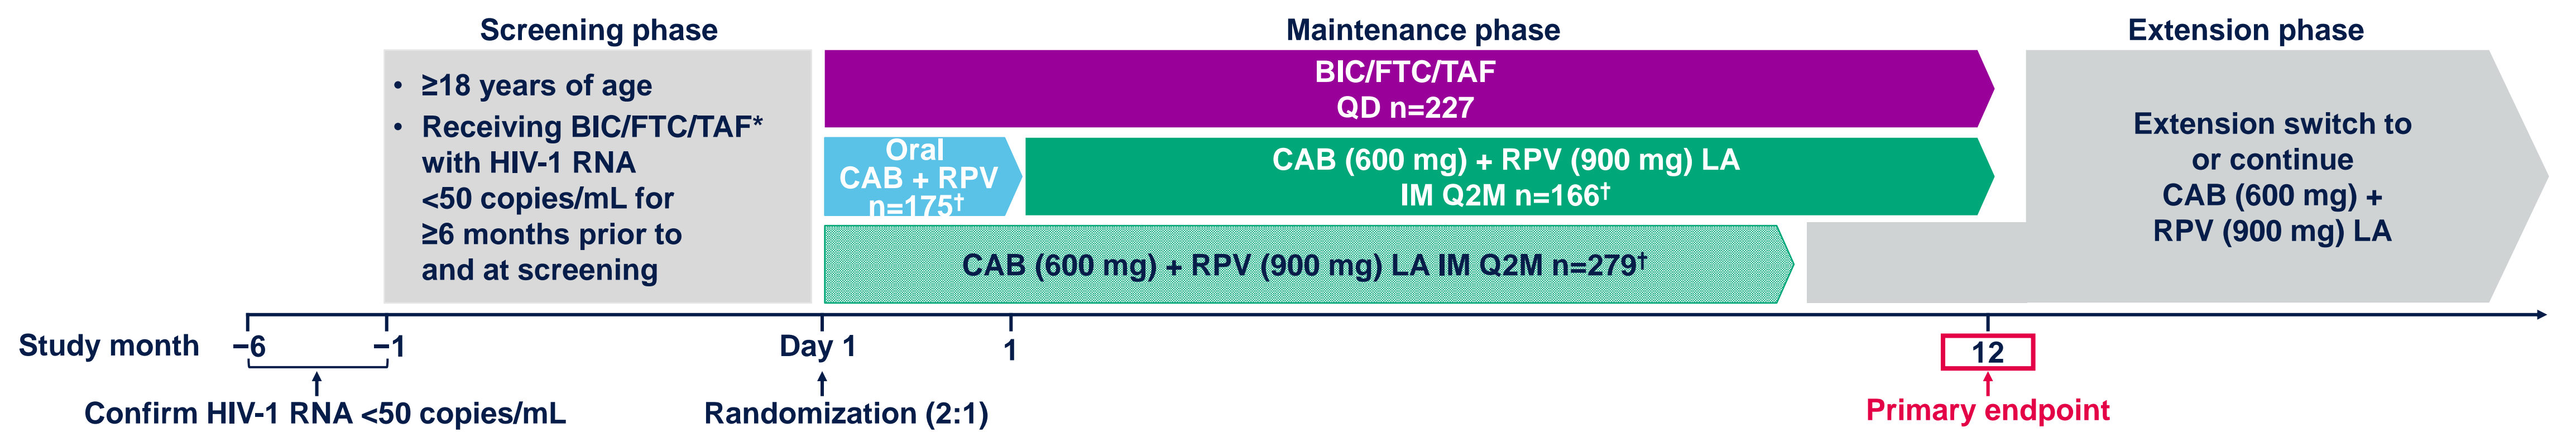 Screening phase
Maintenance phase
Extension phase
• ≥18 years of age
• Receiving BIC/FTC/TAF*
with HIV-1 RNA
<50 copies/mL for
≥6 months prior to
and at screening
BIC/FTC/TAF
QD n=227
Oral
CAB + RPV
n=175†
CAB (600 mg) + RPV (900 mg) LA
IM Q2M n=166†
CAB (600 mg) + RPV (900 mg) LA IM Q2M n=279†
Extension switch to
or continue
CAB (600 mg) +
RPV (900 mg) LA
Study month
−6
−1
Day 1
1
12
Confirm HIV-1 RNA <50 copies/mL
Randomization (2:1)
Primary endpoint